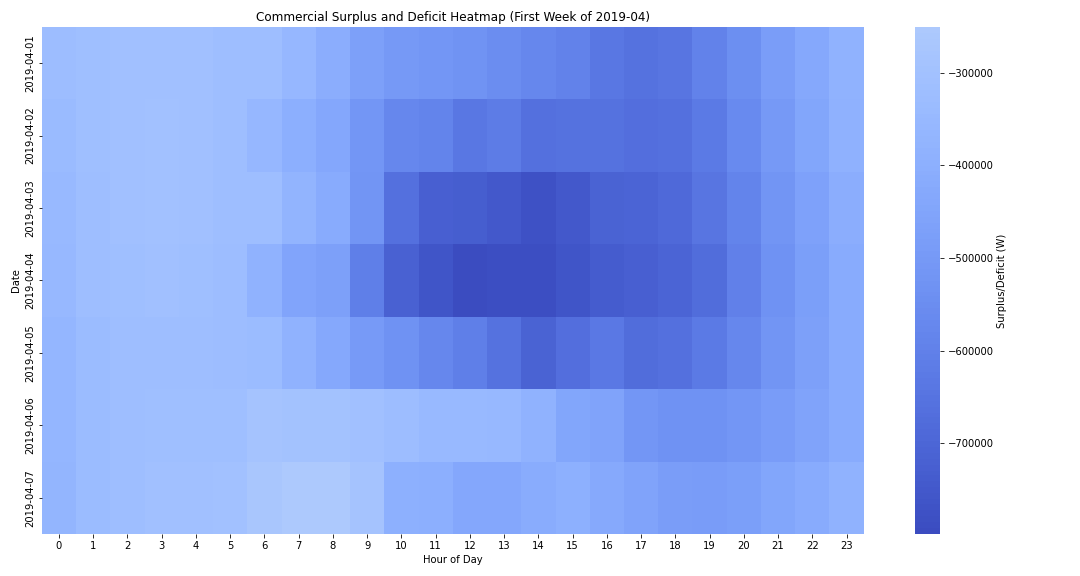 Commercial Surplus and Deficit Heatmap (First Week of 2019-04)
Date
2019-04-01
2019-04-02
2019-04-03
2019-04-04
2019-04-05
2019-04-06
2019-04-07
0 1 2 3 4 5 6 7 8 9 10 11 12 13 14 15 16 17 18 19 20 21 22 23
Hour of Day
−300000
−400000
−500000
−600000
−700000
Surplus/Deficit (W)